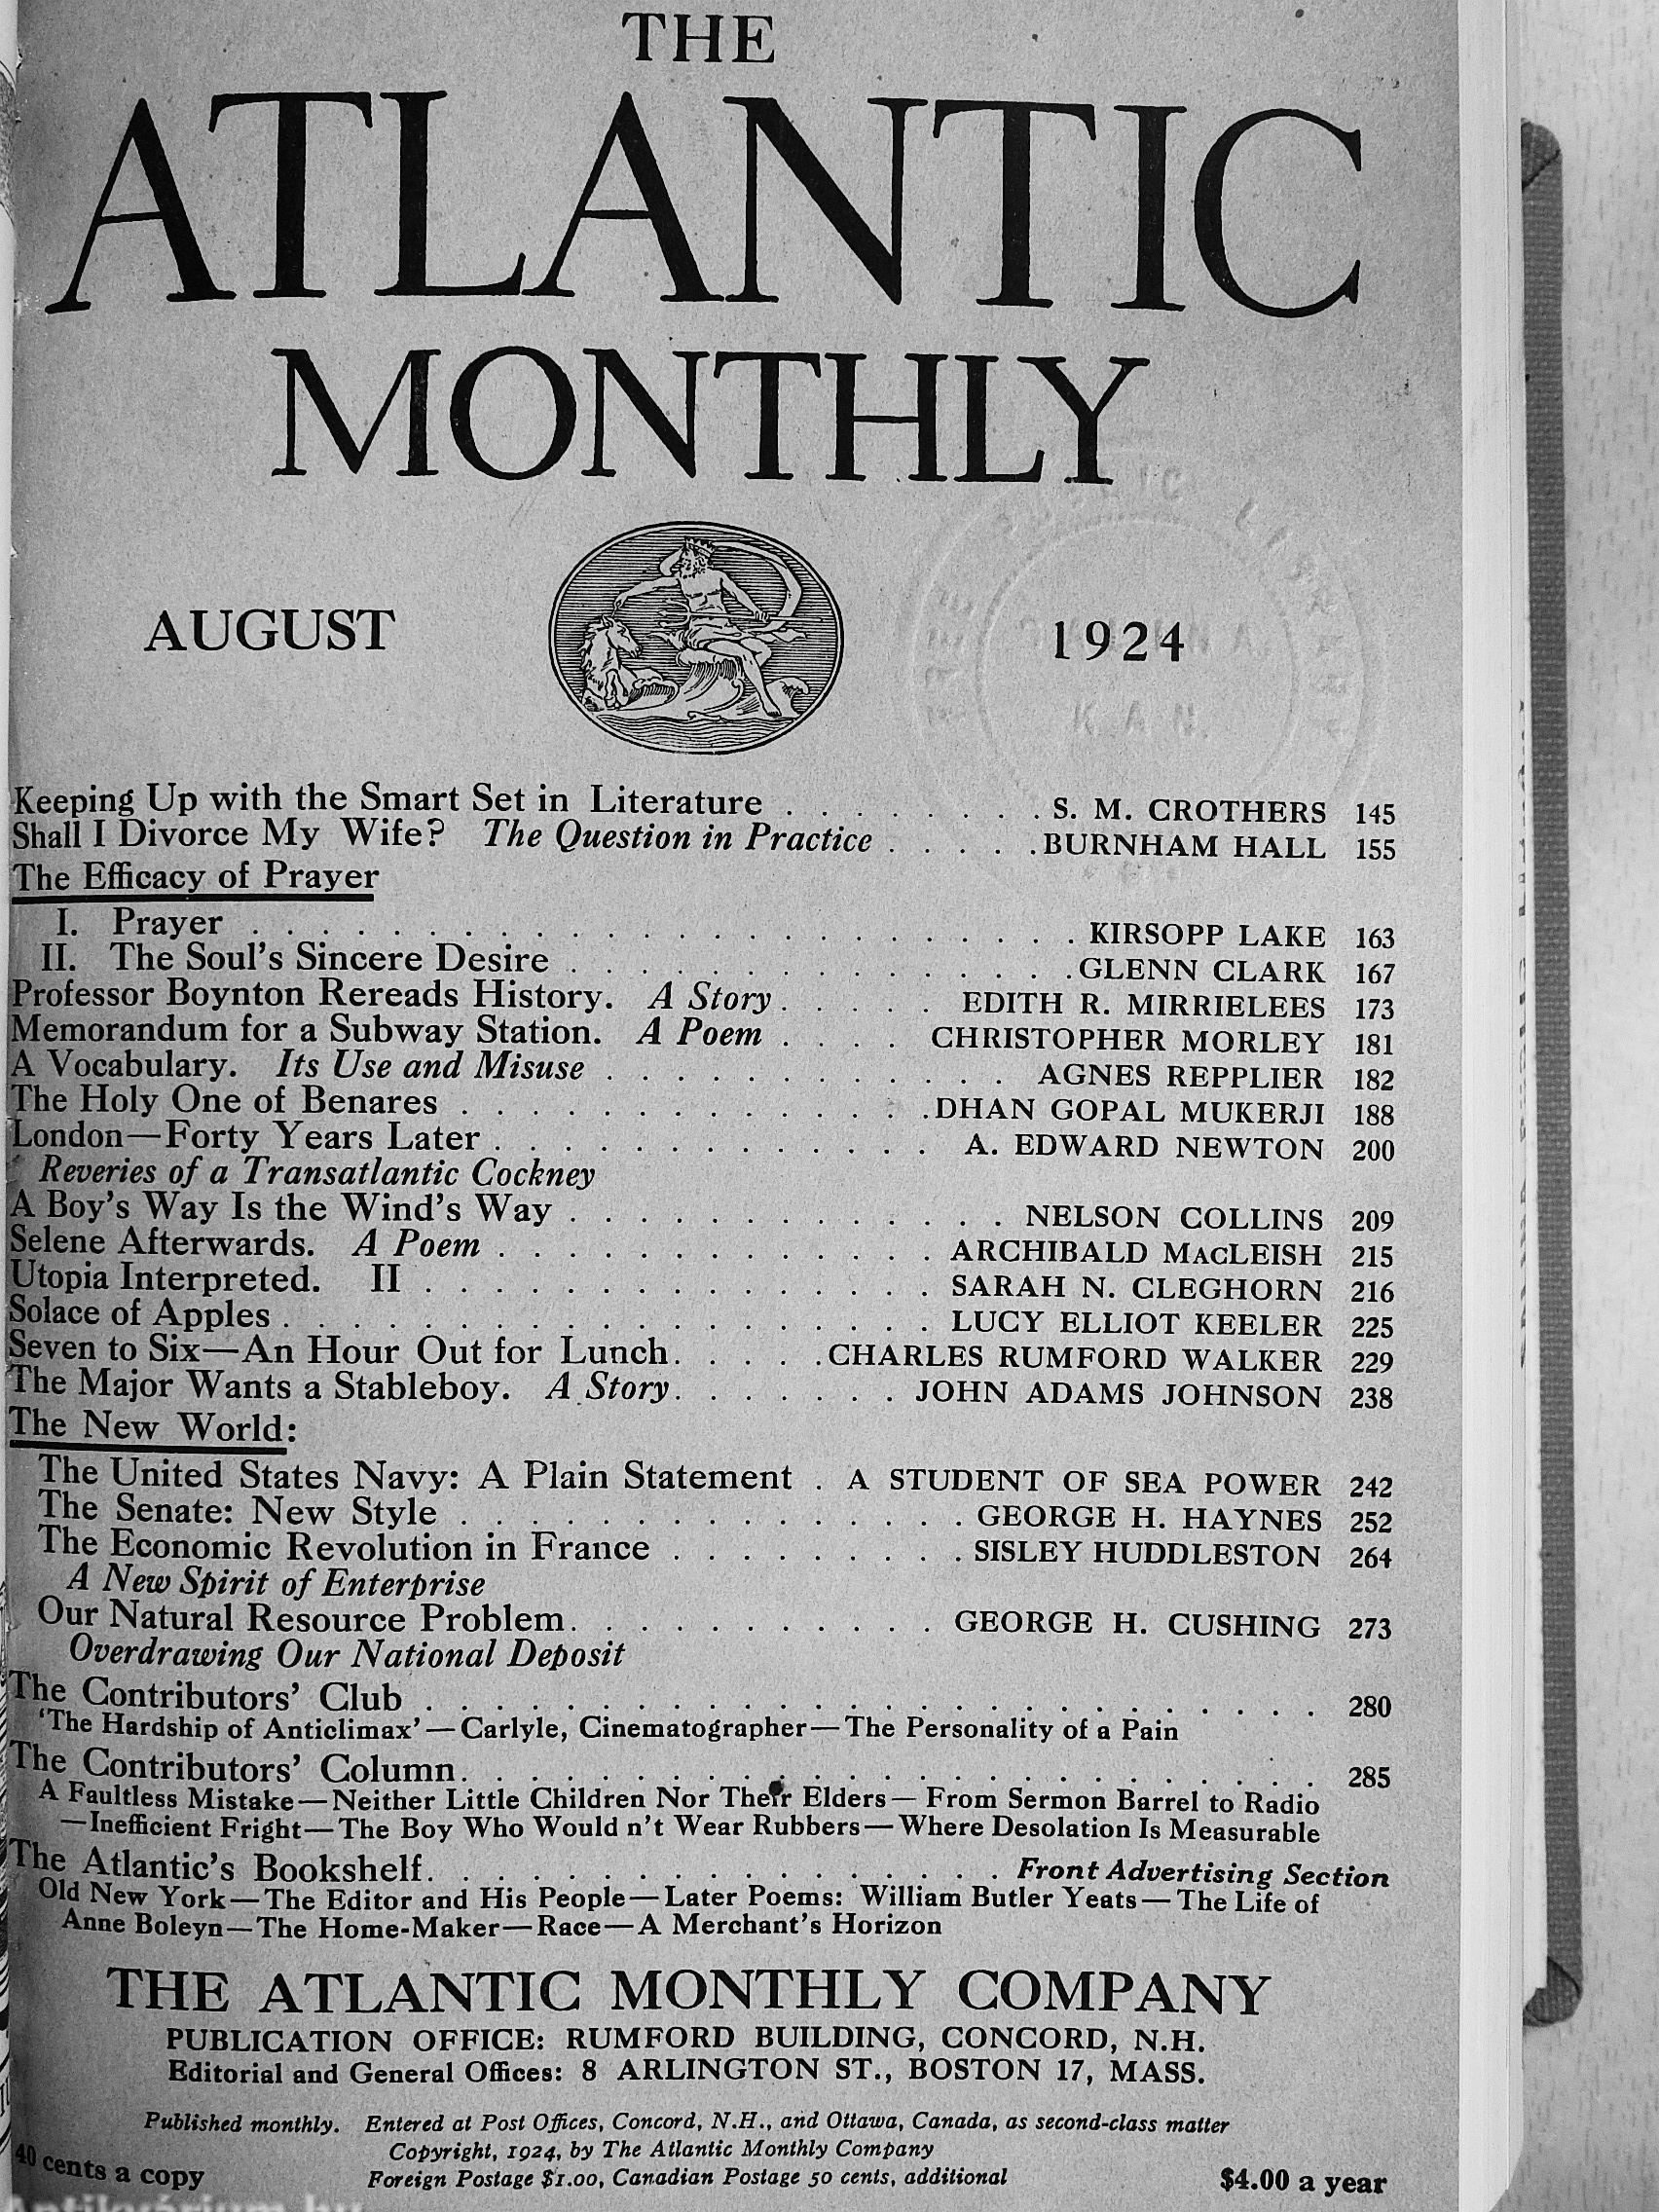 THE
ATLANTIC
MONTHLY
AUGUST 1924
Keeping Up with the Smart Set in Literature . . . . . . . . S. M. CROTHERS 145
Shall I Divorce My Wife? The Question in Practice . . . . . BURNHAM HALL 155
The Efficacy of Prayer
I. Prayer . . . . . . . . . . . . . . . . . . . . . . . . KIRSOPP LAKE 163
II. The Soul's Sincere Desire . . . . . . . . . . . . . . . GLENN CLARK 167
Professor Boynton Rereads History. A Story . . . . . EDITH R. MIRRIELEES 173
Memorandum for a Subway Station. A Poem . . . . CHRISTOPHER MORLEY 181
A Vocabulary. Its Use and Misuse . . . . . . . . . . . . AGNES REPPLIER 182
The Holy One of Benares . . . . . . . . . . . . . . DHAN GOPAL MUKERJI 188
London—Forty Years Later . . . . . . . . . . . . . A. EDWARD NEWTON 200
Reveries of a Transatlantic Cockney
A Boy's Way Is the Wind's Way . . . . . . . . . . . . . NELSON COLLINS 209
Selene Afterwards. A Poem . . . . . . . . . . . . . ARCHIBALD MACLEISH 215
Utopia Interpreted. II . . . . . . . . . . . . . . . SARAH N. CLEGHORN 216
Solace of Apples . . . . . . . . . . . . . . . . . . . LUCY ELLIOT KEELER 225
Seven to Six—An Hour Out for Lunch . . . . . CHARLES RUMFORD WALKER 229
The Major Wants a Stableboy. A Story . . . . . . . JOHN ADAMS JOHNSON 238
The New World:
The United States Navy: A Plain Statement . A STUDENT OF SEA POWER 242
The Senate: New Style . . . . . . . . . . . . . . . GEORGE H. HAYNES 252
The Economic Revolution in France . . . . . . . . . SISLEY HUDDLESTON 264
A New Spirit of Enterprise
Our Natural Resource Problem . . . . . . . . . . . GEORGE H. CUSHING 273
Overdrawing Our National Deposit
The Contributors' Club . . . . . . . . . . . . . . . . . . . . . . . . . . 280
'The Hardship of Anticlimax'—Carlyle, Cinematographer—The Personality of a Pain
The Contributors' Column . . . . . . . . . . . . . . . . . . . . . . . . . 285
A Faultless Mistake—Neither Little Children Nor Their Elders—From Sermon Barrel to Radio
—Inefficient Fright—The Boy Who Would n't Wear Rubbers—Where Desolation Is Measurable
The Atlantic's Bookshelf . . . . . . . . . . . . . . . . . Front Advertising Section
Old New York—The Editor and His People—Later Poems: William Butler Yeats—The Life of
Anne Boleyn—The Home-Maker—Race—A Merchant's Horizon
THE ATLANTIC MONTHLY COMPANY
PUBLICATION OFFICE: RUMFORD BUILDING, CONCORD, N.H.
Editorial and General Offices: 8 ARLINGTON ST., BOSTON 17, MASS.
Published monthly. Entered at Post Offices, Concord, N.H., and Ottawa, Canada, as second-class matter
Copyright, 1924, by The Atlantic Monthly Company
40 cents a copy Foreign Postage $1.00, Canadian Postage 50 cents, additional $4.00 a year